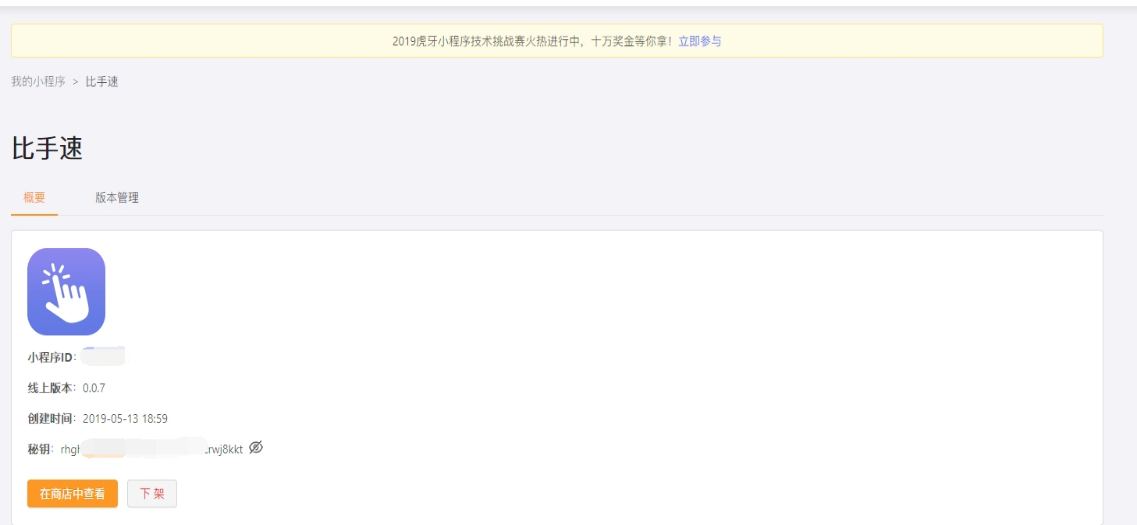 2019虎牙小程序技术挑战赛火热进行中，十万奖金等你拿！立即参与
我的小程序 > 比手速
比手速
概要 版本管理
小程序ID：
线上版本：0.0.7
创建时间：2019-05-13 18:59
秘钥：
在商店中查看 下 架